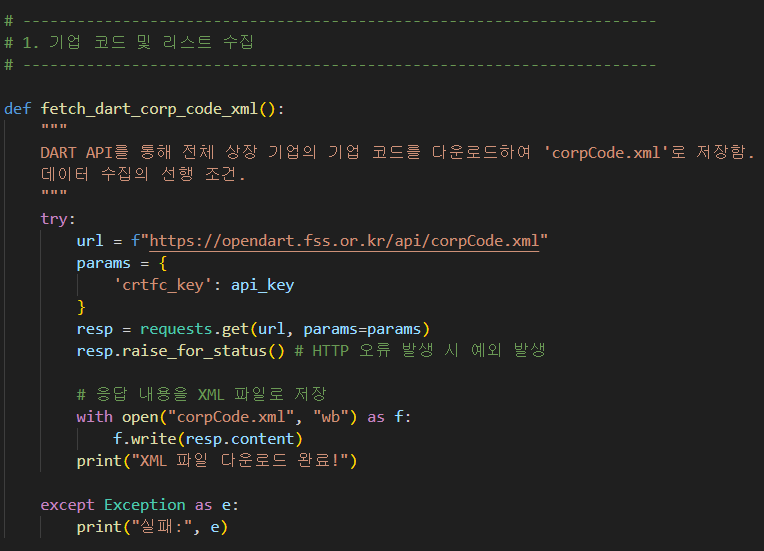 # ----------------------------------------------------------------------
# 1. 기업 코드 및 리스트 수집
# ----------------------------------------------------------------------
def fetch_dart_corp_code_xml():
"""
DART API를 통해 전체 상장 기업의 기업 코드를 다운로드하여 'corpCode.xml'로 저장함.
데이터 수집의 선행 조건.
"""
try:
url = f"https://opendart.fss.or.kr/api/corpCode.xml"
params = {
'crtfc_key': api_key
}
resp = requests.get(url, params=params)
resp.raise_for_status() # HTTP 오류 발생 시 예외 발생
# 응답 내용을 XML 파일로 저장
with open("corpCode.xml", "wb") as f:
f.write(resp.content)
print("XML 파일 다운로드 완료!")
except Exception as e:
print("실패:", e)